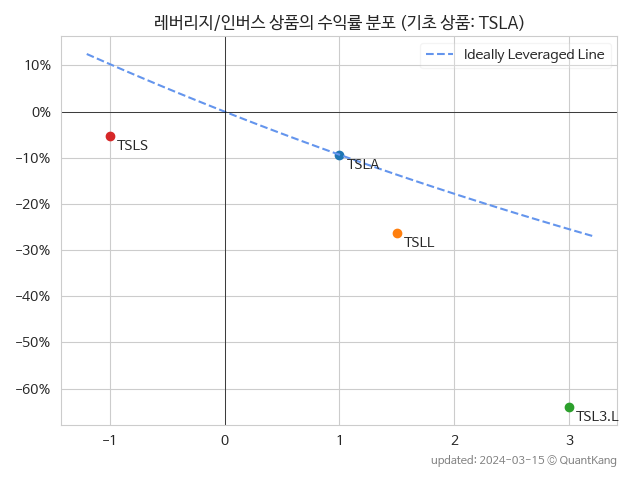 레버리지/인버스 상품의 수익률 분포 (기초 상품: TSLA)
Ideally Leveraged Line
10%
0%
−10%
−20%
−30%
−40%
−50%
−60%
TSLS
TSLA
TSLL
TSL3.L
−1
0
1
2
3
updated: 2024-03-15 © QuantKang